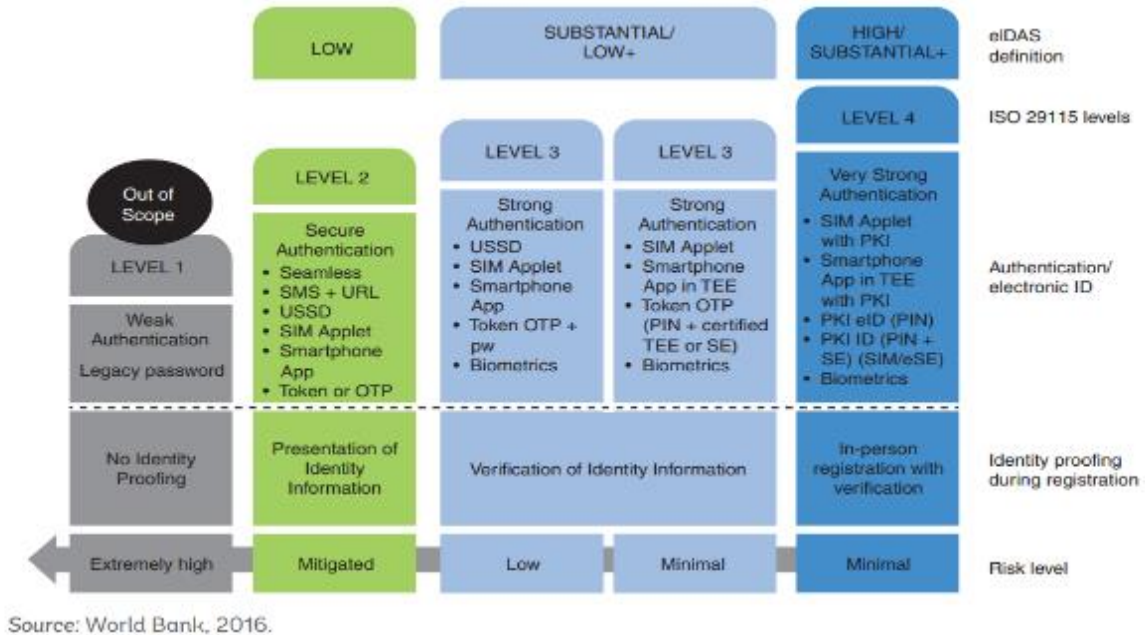 LOW
SUBSTANTIAL/
LOW+
HIGH/
SUBSTANTIAL+
eIDAS
definition
Out of
Scope
LEVEL 1
LEVEL 2
LEVEL 3
LEVEL 3
LEVEL 4
ISO 29115 levels
Weak
Authentication
Legacy password
Secure
Authentication
• Seamless
• SMS + URL
• USSD
• SIM Applet
• Smartphone
App
• Token or OTP
Strong
Authentication
• USSD
• SIM Applet
• Smartphone
App
• Token OTP +
pw
• Biometrics
Strong
Authentication
• SIM Applet
• Smartphone
App in TEE
• Token OTP
(PIN + certified
TEE or SE)
• Biometrics
Very Strong
Authentication
• SIM Applet
with PKI
• Smartphone
App in TEE
with PKI
• PKI eID (PIN)
• PKI ID (PIN +
SE) (SIM/eSE)
• Biometrics
Authentication/
electronic ID
No Identity
Proofing
Presentation of
Identity
Information
Verification of Identity Information
In-person
registration with
verification
Identity proofing
during registration
Extremely high
Mitigated
Low
Minimal
Minimal
Risk level
Source: World Bank, 2016.